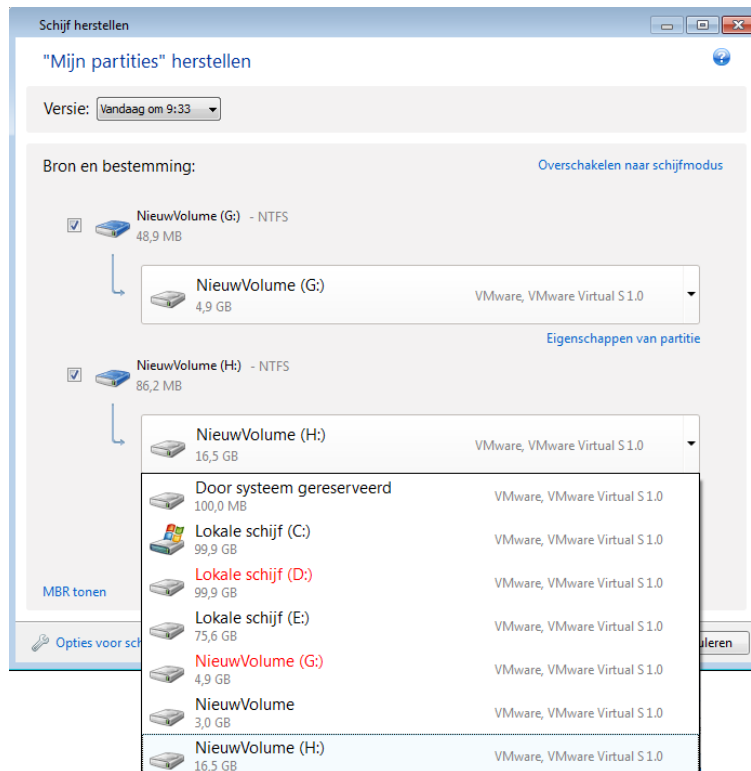 Schijf herstellen
"Mijn partities" herstellen
Versie: Vandaag om 9:33
Bron en bestemming: Overschakelen naar schijfmodus
NieuwVolume (G:) - NTFS
48,9 MB
NieuwVolume (G:)
4,9 GB
VMware, VMware Virtual S 1.0
Eigenschappen van partitie
NieuwVolume (H:) - NTFS
86,2 MB
NieuwVolume (H:)
16,5 GB
VMware, VMware Virtual S 1.0
Door systeem gereserveerd
100,0 MB
VMware, VMware Virtual S 1.0
Lokale schijf (C:)
99,9 GB
VMware, VMware Virtual S 1.0
Lokale schijf (D:)
99,9 GB
VMware, VMware Virtual S 1.0
Lokale schijf (E:)
75,6 GB
VMware, VMware Virtual S 1.0
NieuwVolume (G:)
4,9 GB
VMware, VMware Virtual S 1.0
NieuwVolume
3,0 GB
VMware, VMware Virtual S 1.0
NieuwVolume (H:)
16,5 GB
VMware, VMware Virtual S 1.0
MBR tonen
Opties voor sch
uleren